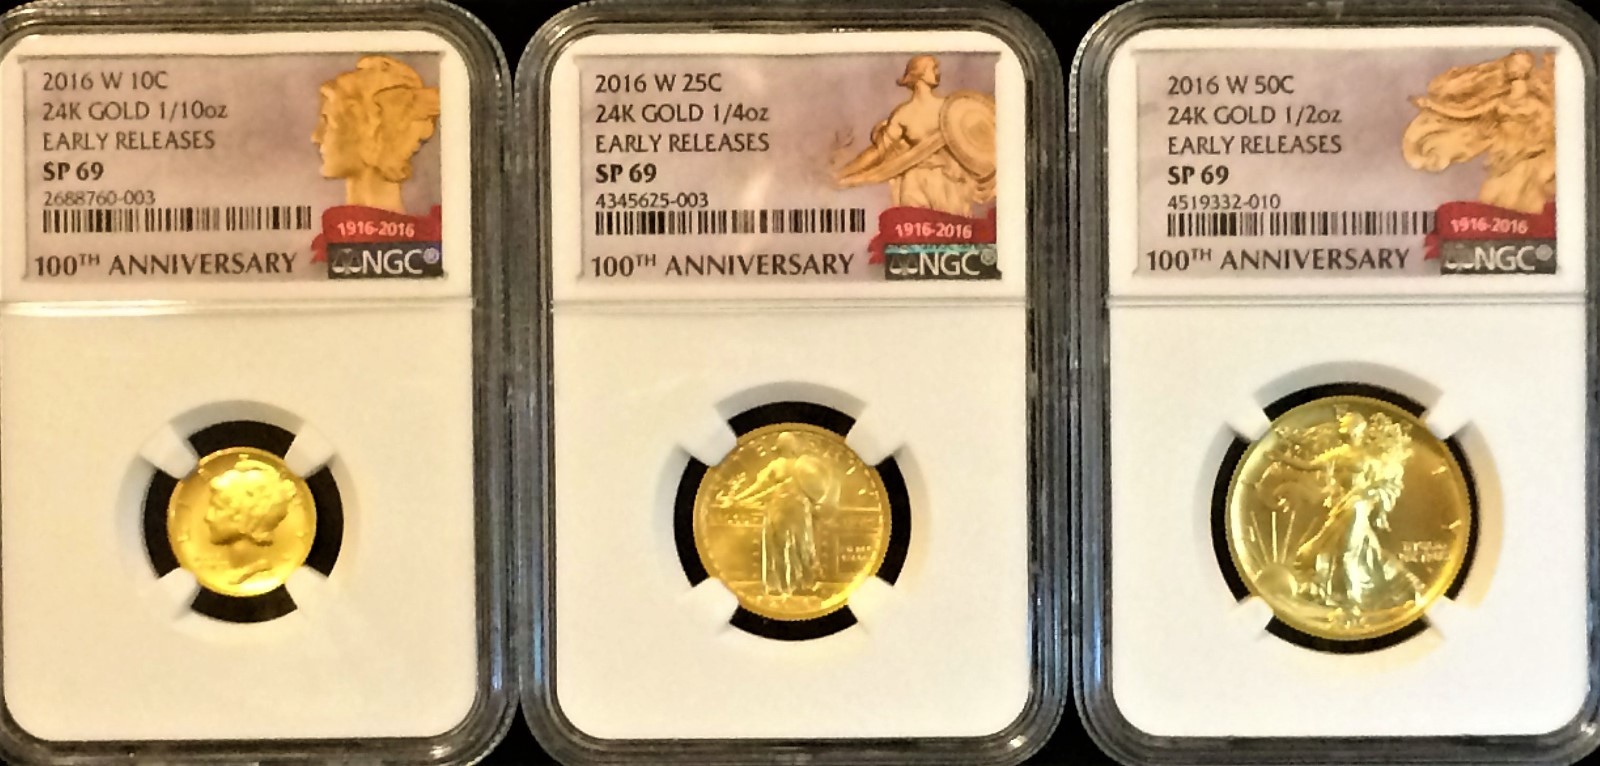 2016 W 10C
24K GOLD 1/10oz
EARLY RELEASES
SP 69
2688760-003
1916-2016
100TH ANNIVERSARY
NGC®
2016 W 25C
24K GOLD 1/4oz
EARLY RELEASES
SP 69
4345625-003
1916-2016
100TH ANNIVERSARY
NGC®
2016 W 50C
24K GOLD 1/2oz
EARLY RELEASES
SP 69
4519332-010
1916-2016
100TH ANNIVERSARY
NGC®